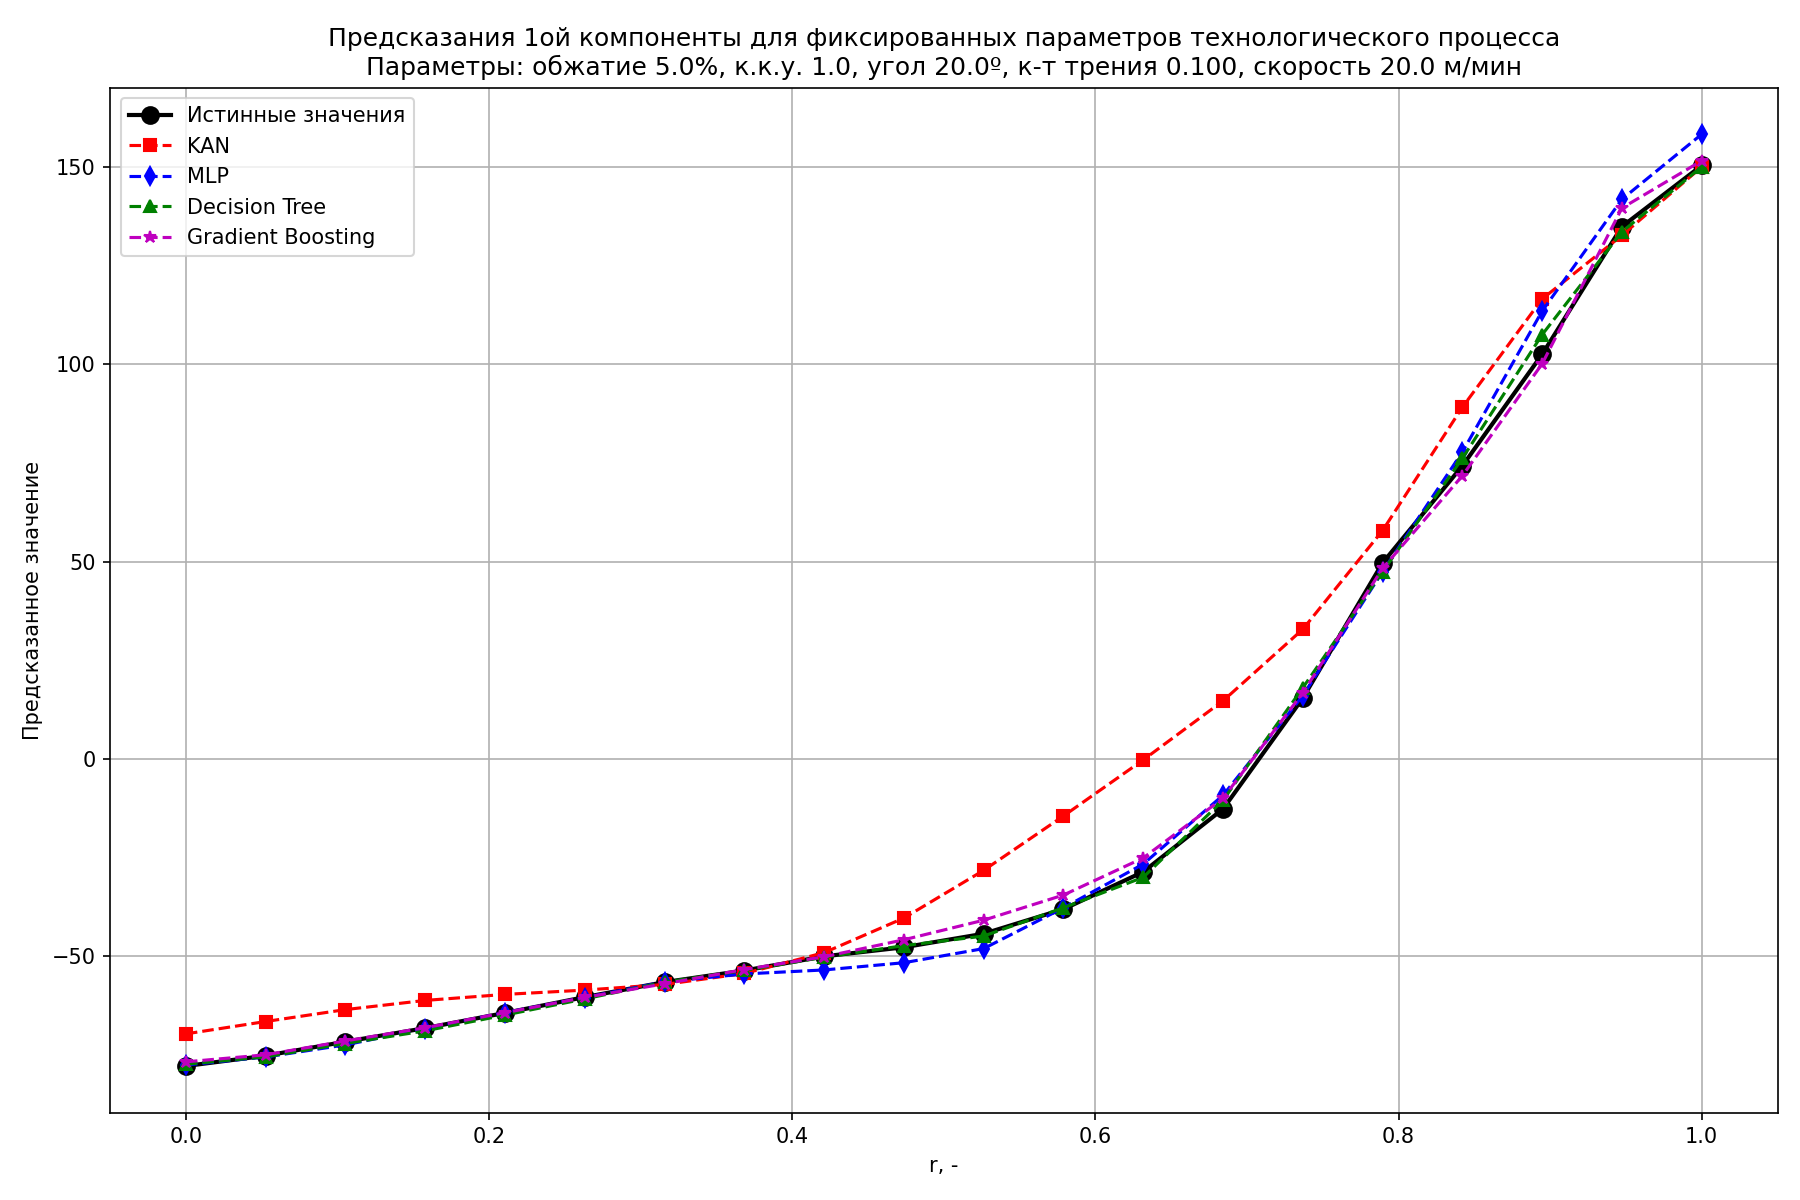 Предсказания 1ой компоненты для фиксированных параметров технологического процесса
Параметры: обжатие 5.0%, к.к.у. 1.0, угол 20.0º, к-т трения 0.100, скорость 20.0 м/мин
Истинные значения
KAN
MLP
Decision Tree
Gradient Boosting
Предсказанное значение
150
100
50
0
−50
0.0
0.2
0.4
0.6
0.8
1.0
r, -